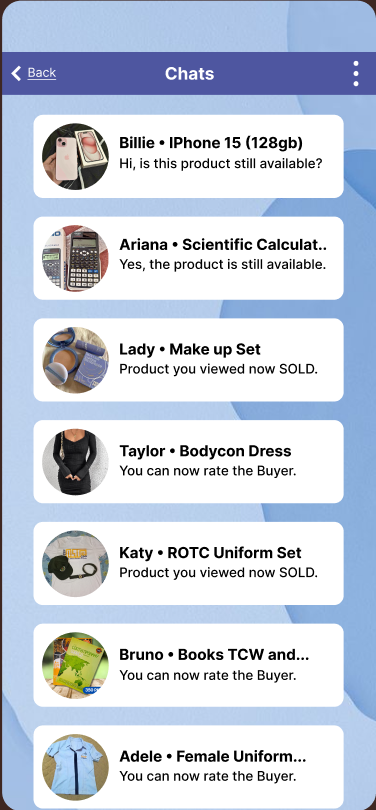 Back
Chats
Billie • IPhone 15 (128gb)
Hi, is this product still available?
Ariana • Scientific Calculat..
Yes, the product is still available.
Lady • Make up Set
Product you viewed now SOLD.
Taylor • Bodycon Dress
You can now rate the Buyer.
Katy • ROTC Uniform Set
Product you viewed now SOLD.
Bruno • Books TCW and...
You can now rate the Buyer.
Adele • Female Uniform...
You can now rate the Buyer.